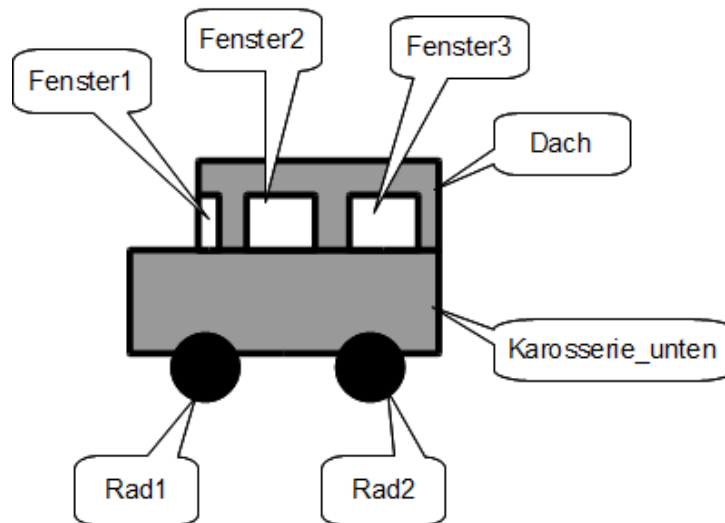 Fenster1
Fenster2
Fenster3
Dach
Karosserie_unten
Rad1
Rad2